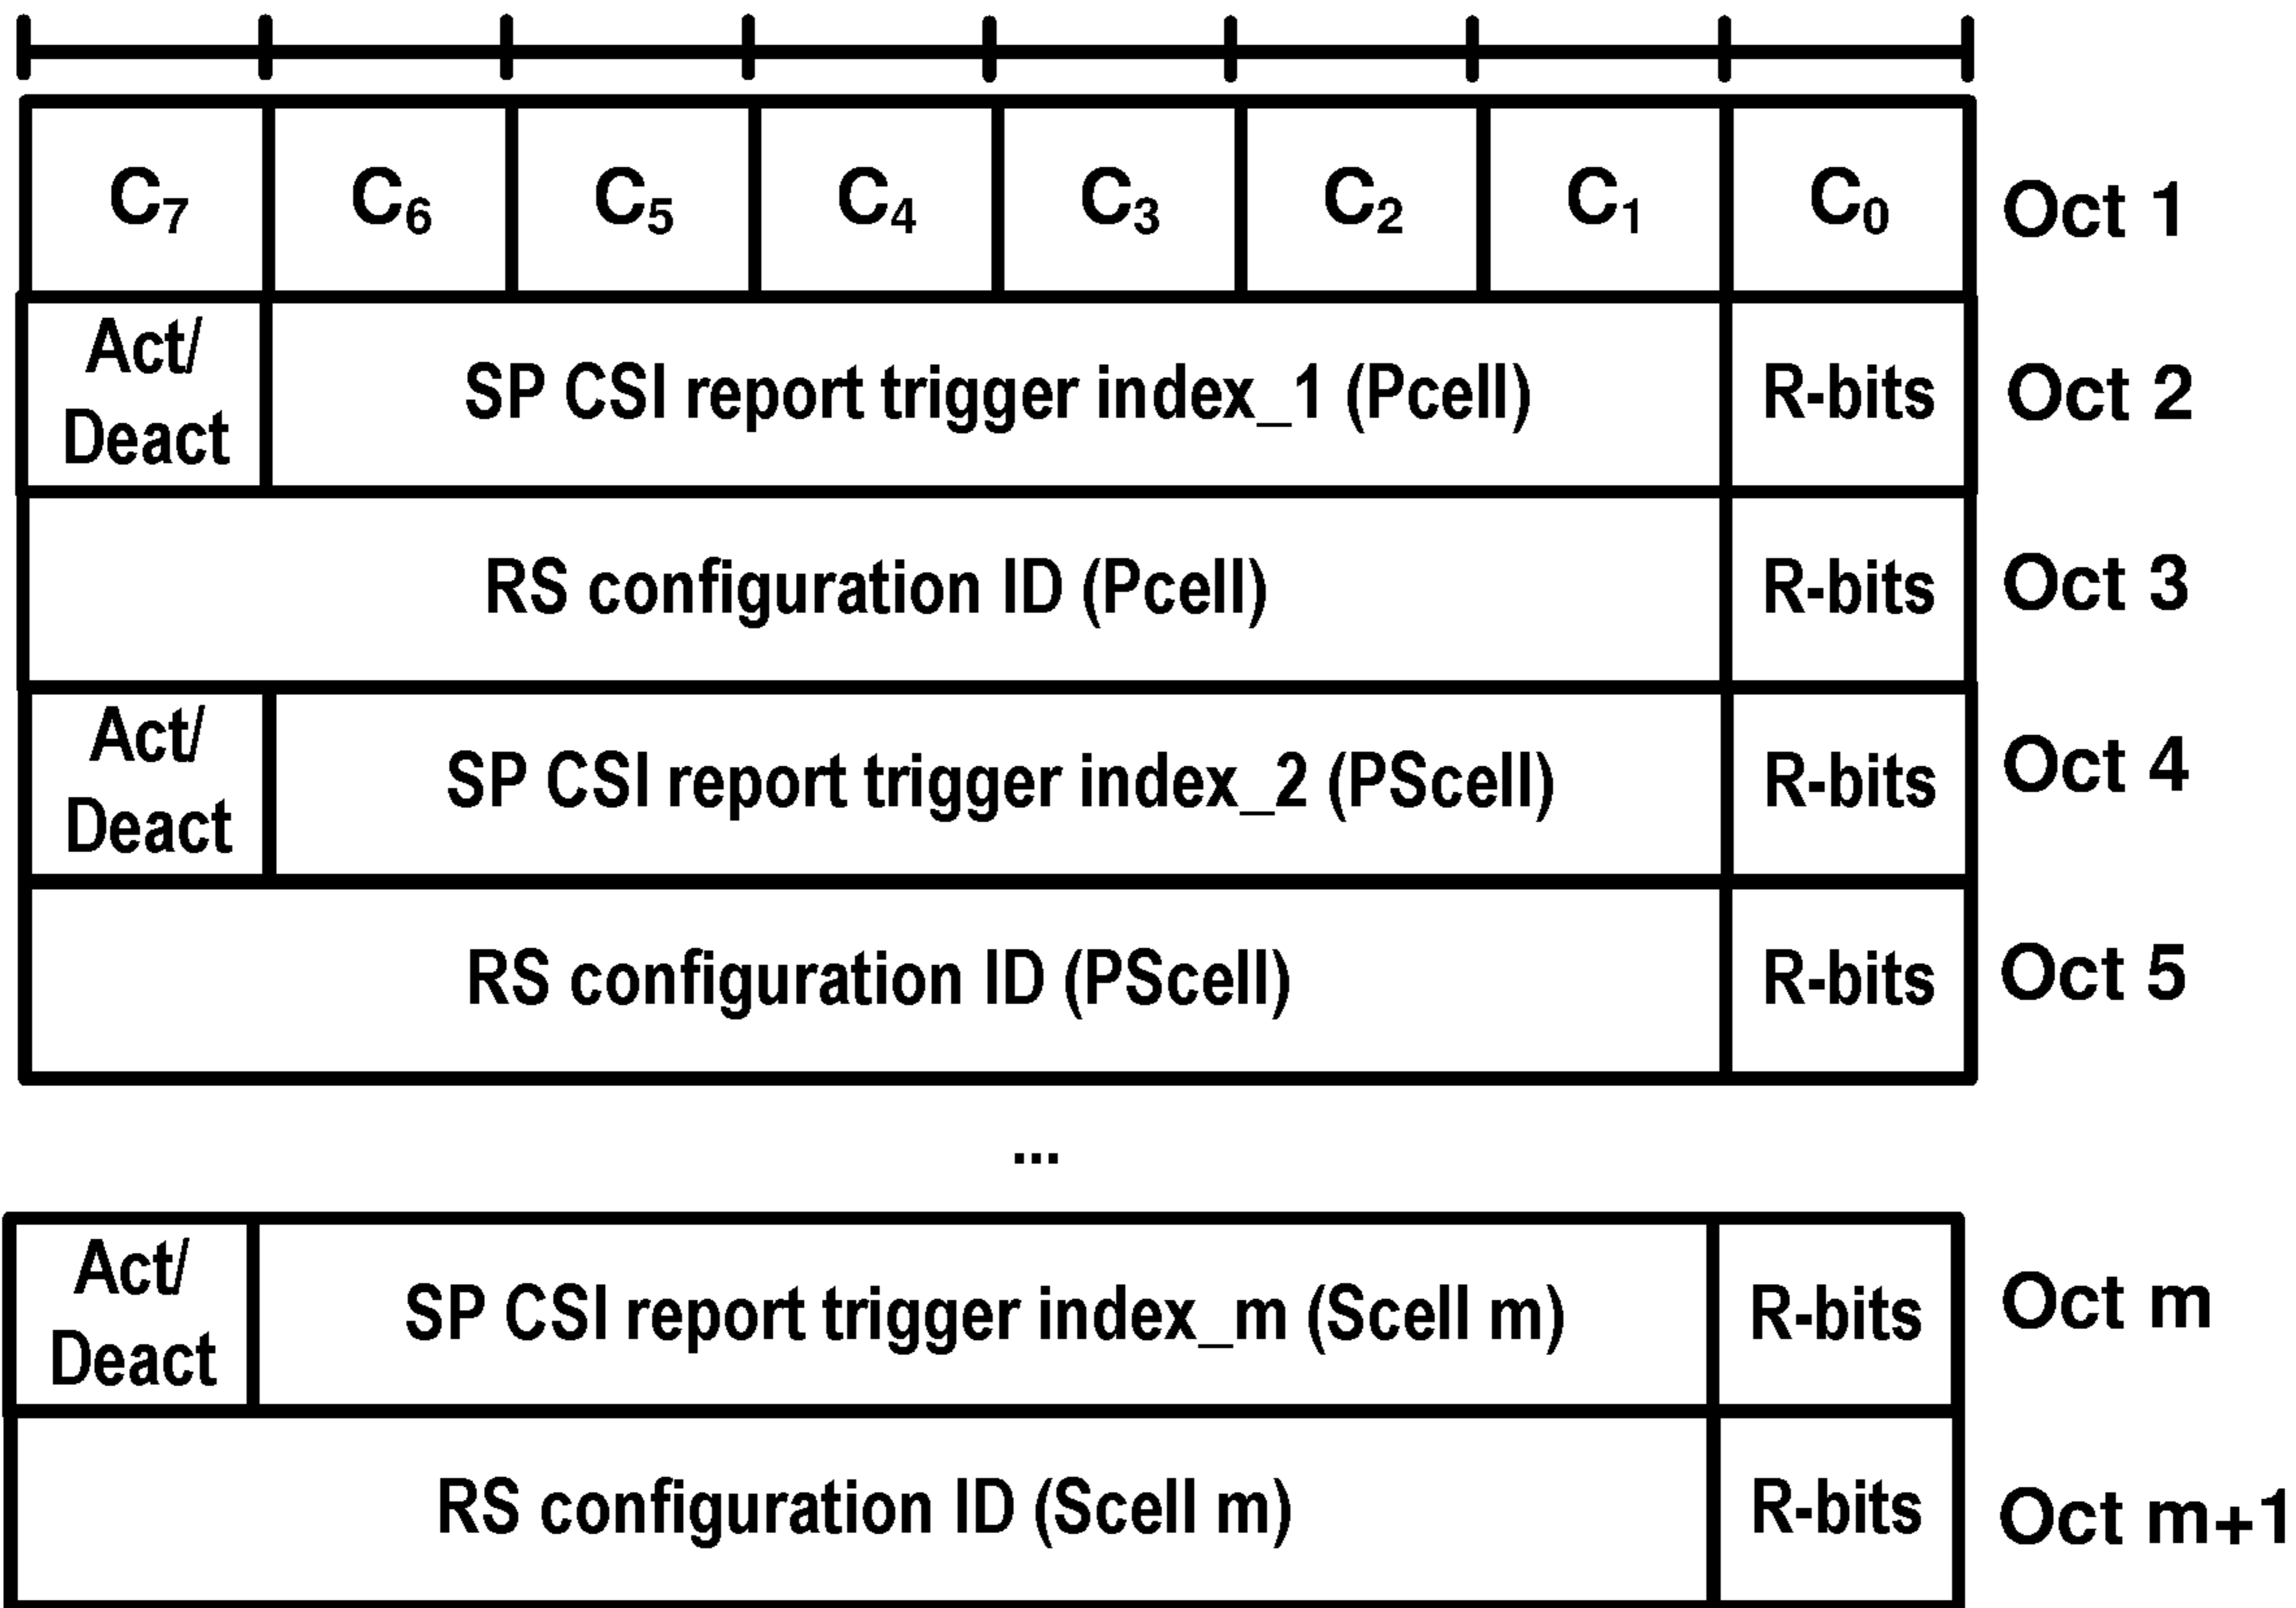 C7 C6 C5 C4 C3 C2 C1 C0 Oct 1
Act/
Deact
SP CSI report trigger index_1 (Pcell) R-bits Oct 2
RS configuration ID (Pcell) R-bits Oct 3
Act/
Deact
SP CSI report trigger index_2 (PScell) R-bits Oct 4
RS configuration ID (PScell) R-bits Oct 5
...
Act/
Deact
SP CSI report trigger index_m (Scell m) R-bits Oct m
RS configuration ID (Scell m) R-bits Oct m+1